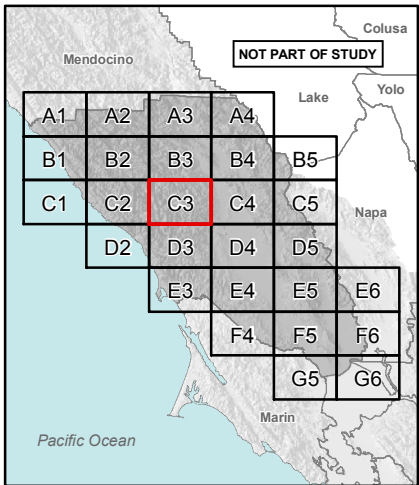 Colusa
Mendocino
NOT PART OF STUDY
Lake
Yolo
A1 A2 A3 A4
B1 B2 B3 B4 B5
C1 C2 C3 C4 C5
Napa
D2 D3 D4 D5
E3 E4 E5 E6
F4 F5 F6
G5 G6
Marin
Pacific Ocean